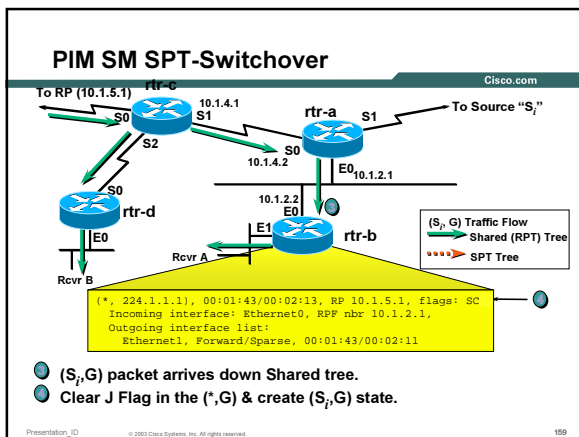 PIM SM SPT-Switchover
Cisco.com
To RP (10.1.5.1)
rtr-c
10.1.4.1
S0
S1
S2
rtr-a
S1
To Source "Si"
S0
10.1.4.2
E0
10.1.2.1
S0
rtr-d
E0
Rcvr B
10.1.2.2
E0
3
E1
rtr-b
Rcvr A
(Si, G) Traffic Flow
Shared (RPT) Tree
SPT Tree
(*, 224.1.1.1), 00:01:43/00:02:13, RP 10.1.5.1, flags: SC
Incoming interface: Ethernet0, RPF nbr 10.1.2.1,
Outgoing interface list:
Ethernet1, Forward/Sparse, 00:01:43/00:02:11
4
3 (Si,G) packet arrives down Shared tree.
4 Clear J Flag in the (*,G) & create (Si,G) state.
Presentation_ID
© 2003 Cisco Systems, Inc. All rights reserved.
159